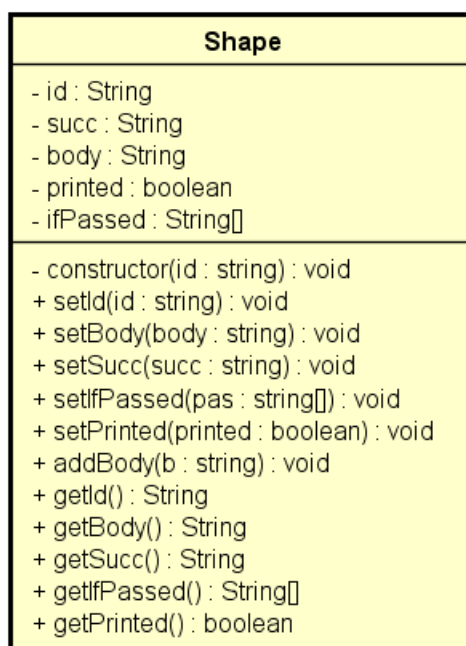 Shape
- id : String
- succ : String
- body : String
- printed : boolean
- ifPassed : String[]
- constructor(id : string) : void
+ setId(id : string) : void
+ setBody(body : string) : void
+ setSucc(succ : string) : void
+ setIfPassed(pas : string[]) : void
+ setPrinted(printed : boolean) : void
+ addBody(b : string) : void
+ getId() : String
+ getBody() : String
+ getSucc() : String
+ getIfPassed() : String[]
+ getPrinted() : boolean